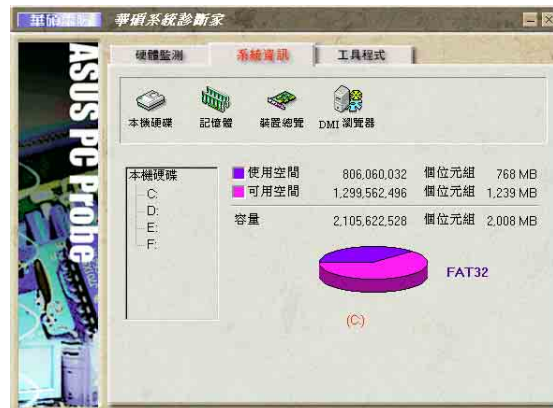 華碩電腦 華碩系統診斷家
硬體監測 系統資訊 工具程式
ASUS PC Probe
本機硬碟 記憶體 裝置總覽 DMI 瀏覽器
本機硬碟
C:
D:
E:
F:
使用空間 806,060,032 個位元組 768 MB
可用空間 1,299,562,496 個位元組 1,239 MB
容量 2,105,622,528 個位元組 2,008 MB
FAT32
(C:)